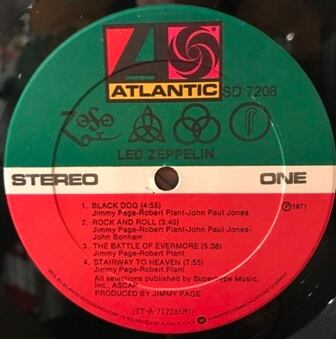 ATLANTIC SD 7208
LED ZEPPELIN
STEREO ONE
1. BLACK DOG (4:55)
Jimmy Page-Robert Plant-John Paul Jones
2. ROCK AND ROLL (3:40)
Jimmy Page-Robert Plant-John Paul Jones-
John Bonham
3. THE BATTLE OF EVERMORE (5:38)
Jimmy Page-Robert Plant
4. STAIRWAY TO HEAVEN (7:55)
Jimmy Page-Robert Plant
All selections published by Superhype Music,
Inc., ASCAP
PRODUCED BY JIMMY PAGE
℗1971
(ST-A-712285R1)